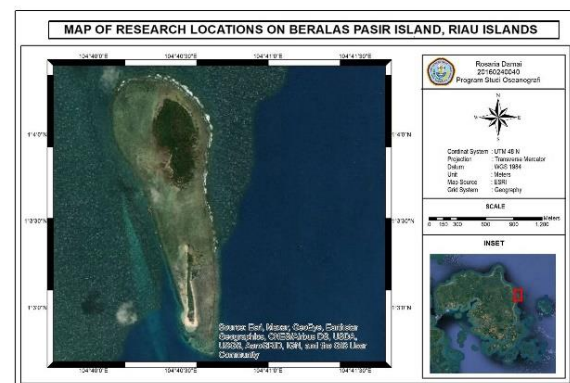 MAP OF RESEARCH LOCATIONS ON BERALAS PASIR ISLAND, RIAU ISLANDS
104°40'0"E 104°40'30"E 104°41'0"E 104°41'30"E
1°4'0"N 1°4'0"N
1°3'30"N 1°3'30"N
1°3'0"N 1°3'0"N
Source: Esri, Maxar, GeoEye, Earthstar
Geographics, CNES/Airbus DS, USDA,
USGS, AeroGRID, IGN, and the GIS User
Community
104°40'0"E 104°40'30"E 104°41'0"E 104°41'30"E
Rosaria Damai
20160240040
Program Studi Oseanografi
N
System : UTM 48 N
Projection : Transverse Mercator
Datum : WGS 1984
Unit : Meters
Map Source : ESRI
Grid System : Geography
SCALE
Meters
0 150 300 600 900 1.200
INSET